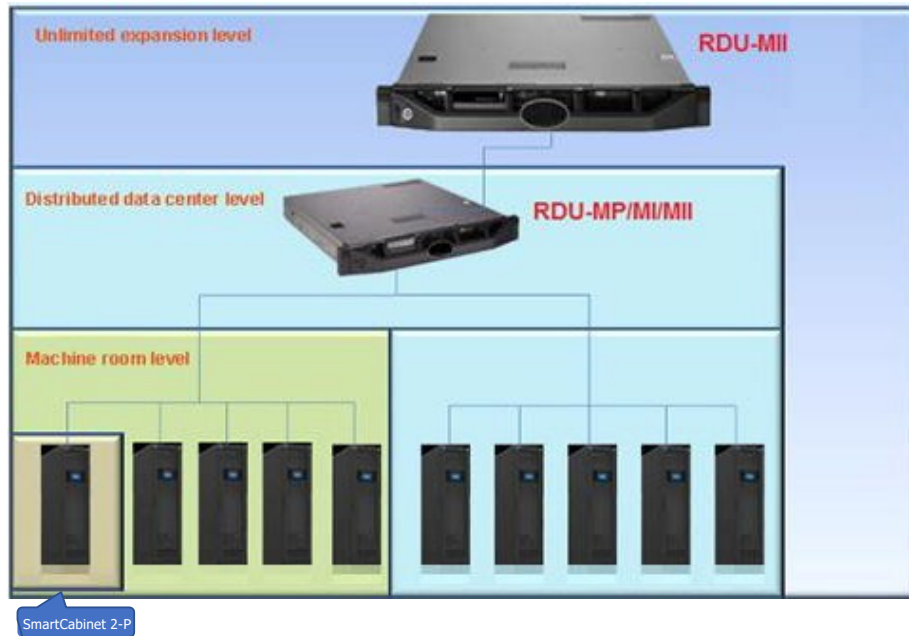 Unlimited expansion level
RDU-MII
Distributed data center level
RDU-MP/MI/MII
Machine room level
SmartCabinet 2-P